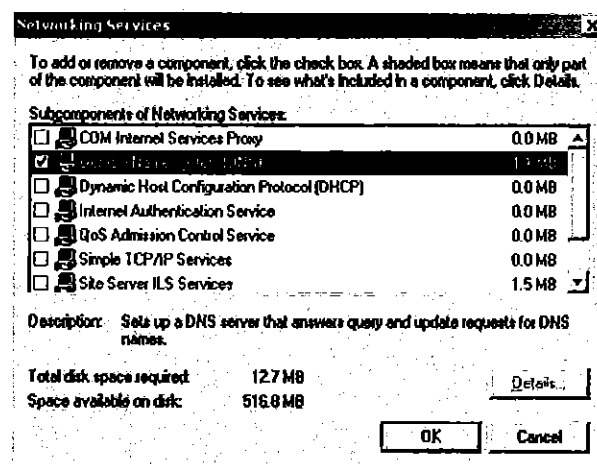 Networking Services
To add or remove a component, click the check box. A shaded box means that only part
of the component will be installed. To see what's included in a component, click Details.
Subcomponents of Networking Services:
COM Internet Services Proxy 0.0 MB
Dynamic Host Configuration Protocol (DHCP) 0.0 MB
Internet Authentication Service 0.0 MB
QoS Admission Control Service 0.0 MB
Simple TCP/IP Services 0.0 MB
Site Server ILS Services 1.5 MB
Description: Sets up a DNS server that answers query and update requests for DNS
names.
Total disk space required: 12.7 MB
Space available on disk: 516.8 MB
Details...
OK Cancel